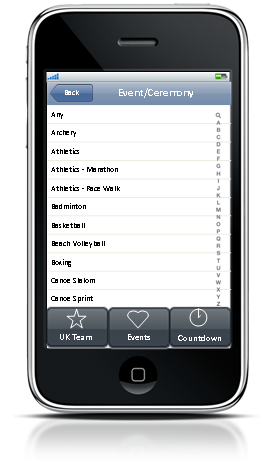 Back
Event/Ceremony
Any
Archery
Athletics
Athletics - Marathon
Athletics - Race Walk
Badminton
Basketball
Beach Volleyball
Boxing
Canoe Slalom
Canoe Sprint
A
B
C
D
E
F
G
H
I
J
K
L
M
N
O
P
Q
R
S
T
U
V
W
X
Y
Z
UK Team
Events
Countdown